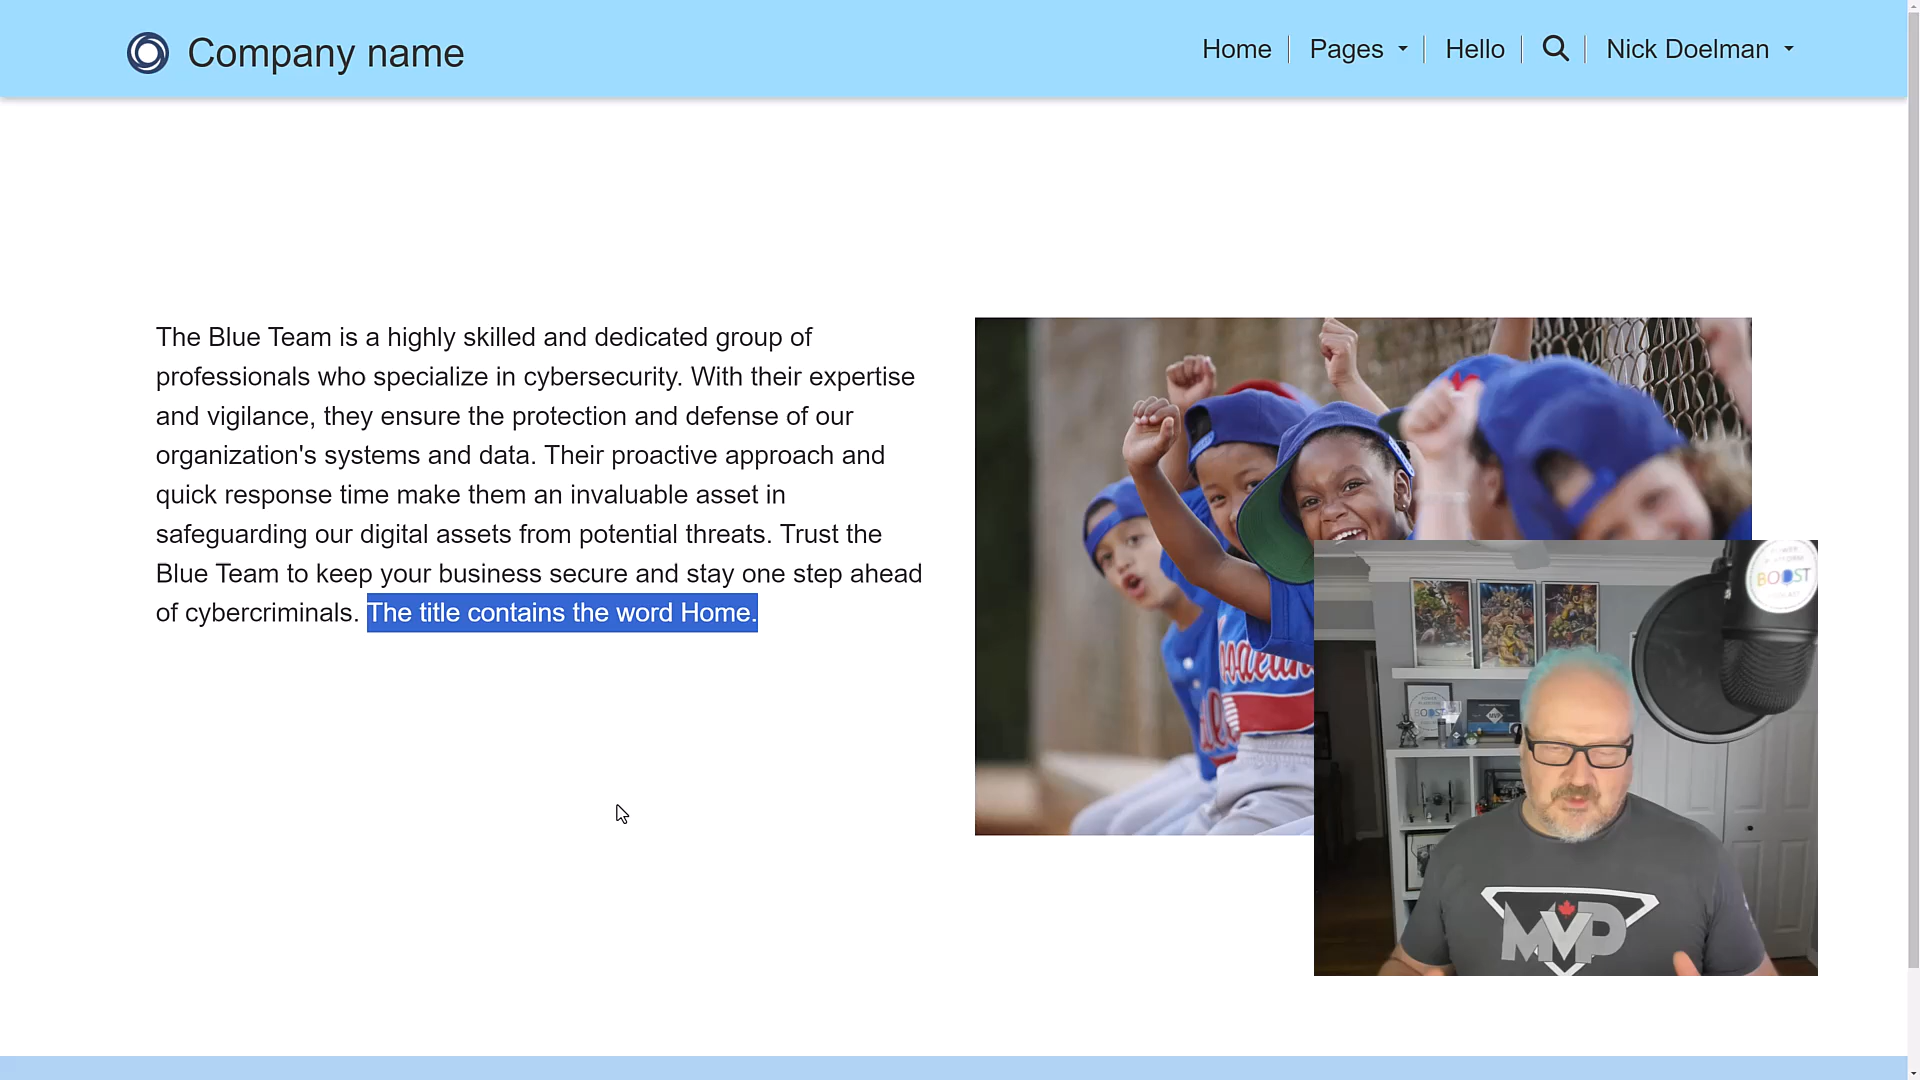 Company name
Home
Pages
Hello
Nick Doelman
The Blue Team is a highly skilled and dedicated group of
professionals who specialize in cybersecurity. With their expertise
and vigilance, they ensure the protection and defense of our
organization's systems and data. Their proactive approach and
quick response time make them an invaluable asset in
safeguarding our digital assets from potential threats. Trust the
Blue Team to keep your business secure and stay one step ahead
of cybercriminals. The title contains the word Home.
BOOST
BOOST
MVP
MVP